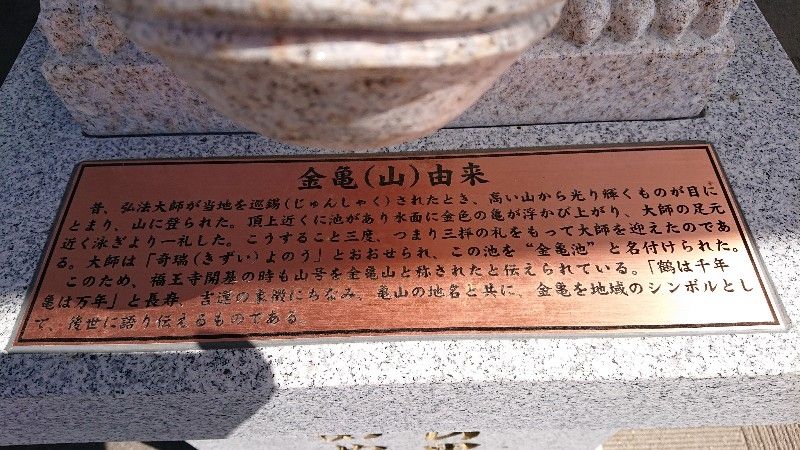 金亀(山)由来
昔、弘法大師が当地を巡錫(じゅんしゃく)されたとき、高い山から光り輝くものが目に
とまり、山に登られた。頂上近くに池があり水面に金色の亀が浮かび上がり、大師の足元
近く泳ぎより一礼した。こうすること三度、つまり三拝の礼をもって大師を迎えたのであ
る。大師は「奇瑞(きずい)よのう」とおおせられ、この池を“金亀池”と名付けられた。
このため、福王寺開基の時も山号を金亀山と称されたと伝えられている。「鶴は千年
亀は万年」と長寿、吉運の象徴にちなみ、亀山の地名と共に、金亀を地域のシンボルとし
て、後世に語り伝えるものである